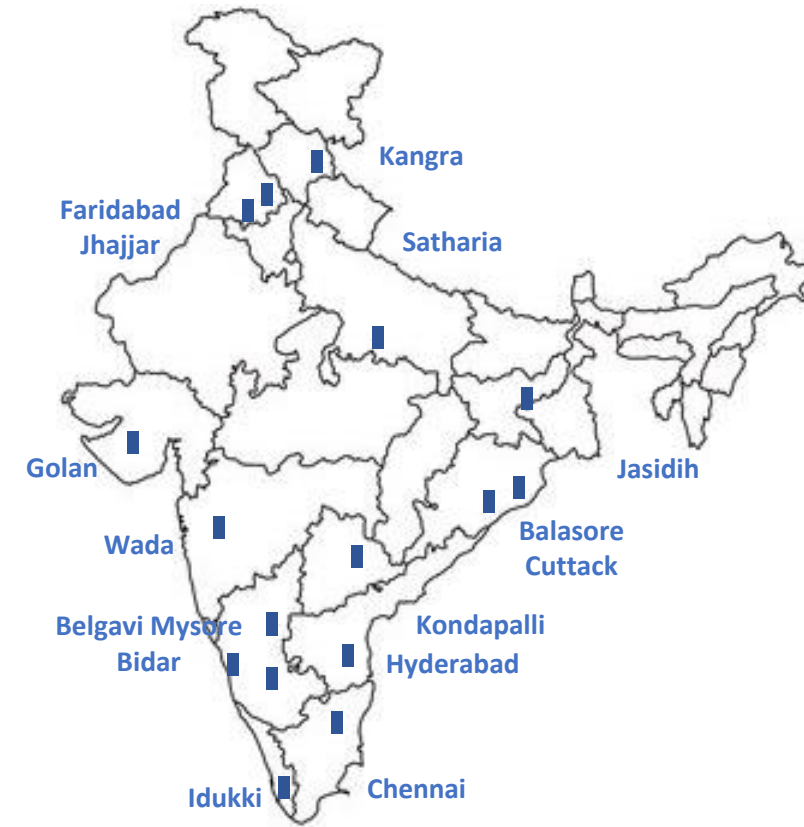 Kangra
Faridabad
Jhajjar
Satharia
Golan
Jasidih
Wada
Balasore
Cuttack
Belgavi Mysore
Bidar
Kondapalli
Hyderabad
Idukki
Chennai